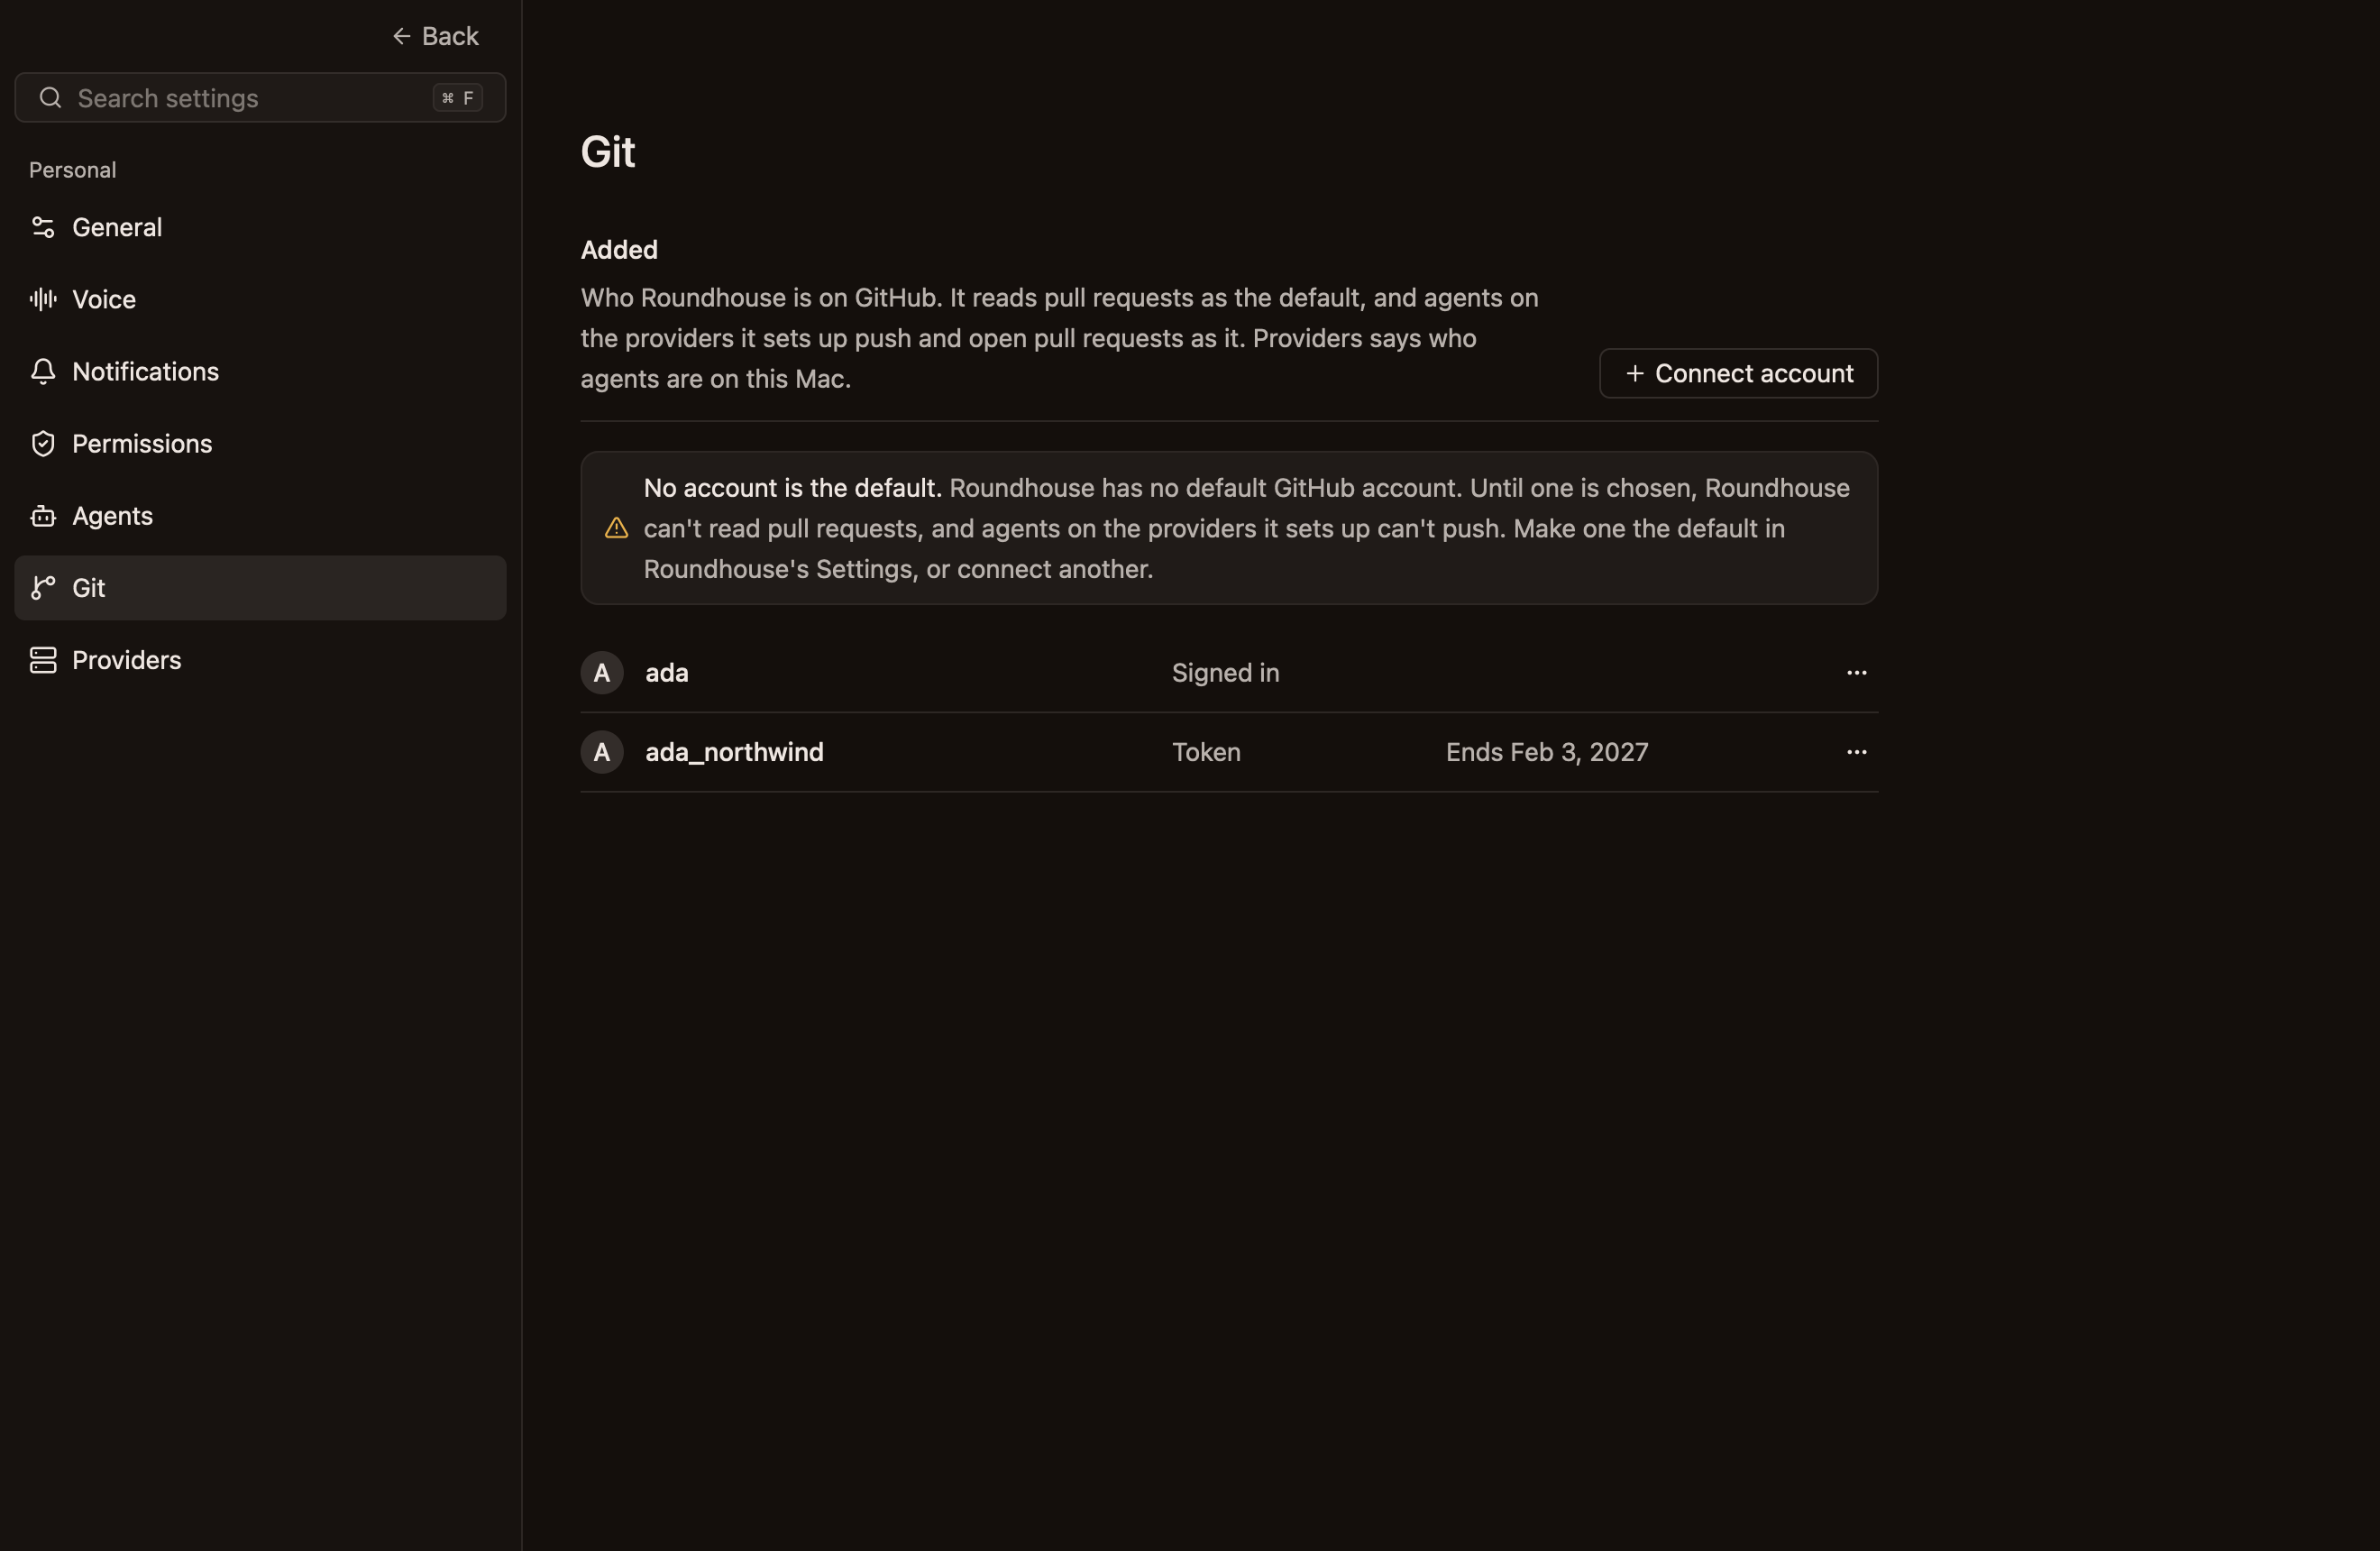 Back
Search settings
⌘ F
Personal
General
Voice
Notifications
Permissions
Agents
Git
Providers
Git
Added
Who Roundhouse is on GitHub. It reads pull requests as the default, and agents on
the providers it sets up push and open pull requests as it. Providers says who
agents are on this Mac.
Connect account
No account is the default. Roundhouse has no default GitHub account. Until one is chosen, Roundhouse
can't read pull requests, and agents on the providers it sets up can't push. Make one the default in
Roundhouse's Settings, or connect another.
A ada Signed in
A ada_northwind Token Ends Feb 3, 2027